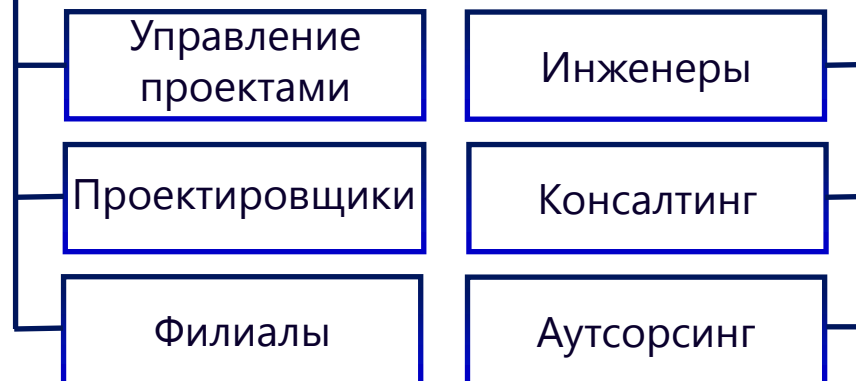 Управление
проектами
Инженеры
Проектировщики
Консалтинг
Филиалы
Аутсорсинг